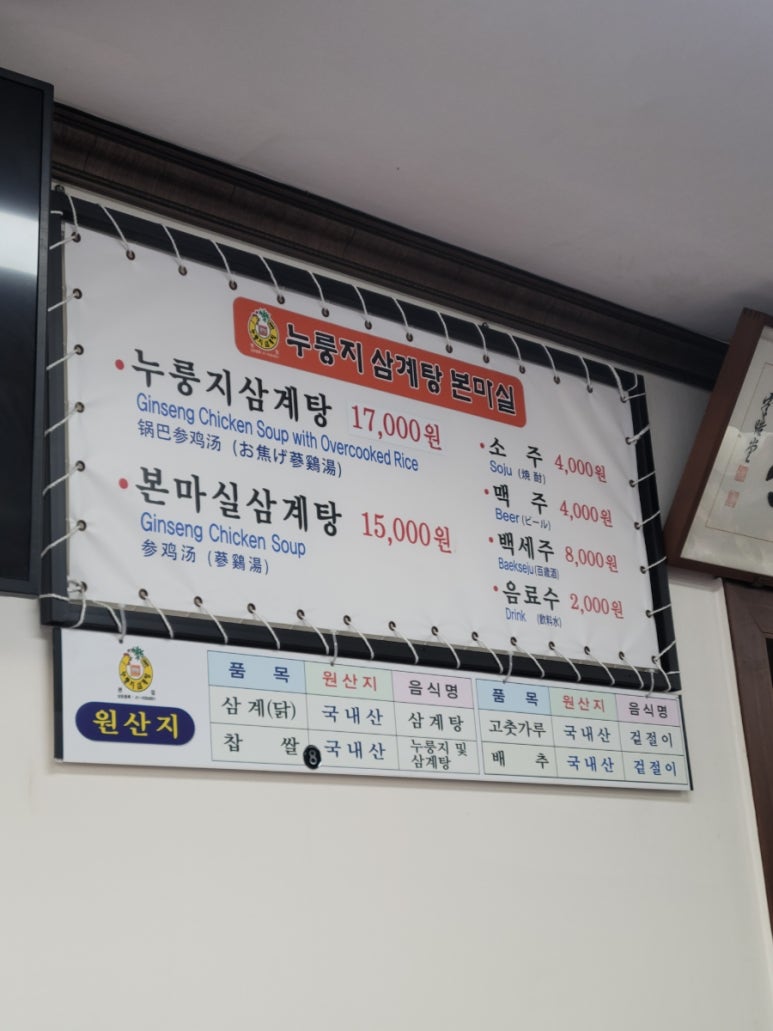 누룽지 삼계탕 본마실
누룽지삼계탕 17,000원
Ginseng Chicken Soup with Overcooked Rice
锅巴参鸡汤 (お焦げ蔘鷄湯)
본마실삼계탕 15,000원
Ginseng Chicken Soup
参鸡汤 (蔘鷄湯)
소 주 4,000원
Soju (燒酎)
맥 주 4,000원
Beer (ビール)
백세주 8,000원
Baekseju (百歲酒)
음료수 2,000원
Drink (飮料水)
원산지
품 목 원산지 음식명
삼계(닭) 국내산 삼계탕
찹 쌀 국내산 누룽지 및
삼계탕
8
품 목 원산지 음식명
고춧가루 국내산 겉절이
배 추 국내산 겉절이